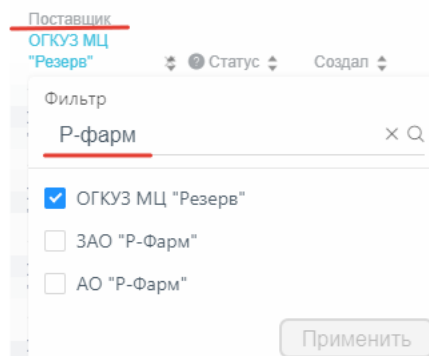 Поставщик
ОГКУЗ МЦ
"Резерв"
Статус
Создал
Фильтр
Р-фарм
ОГКУЗ МЦ "Резерв"
ЗАО "Р-Фарм"
АО "Р-Фарм"
Применить